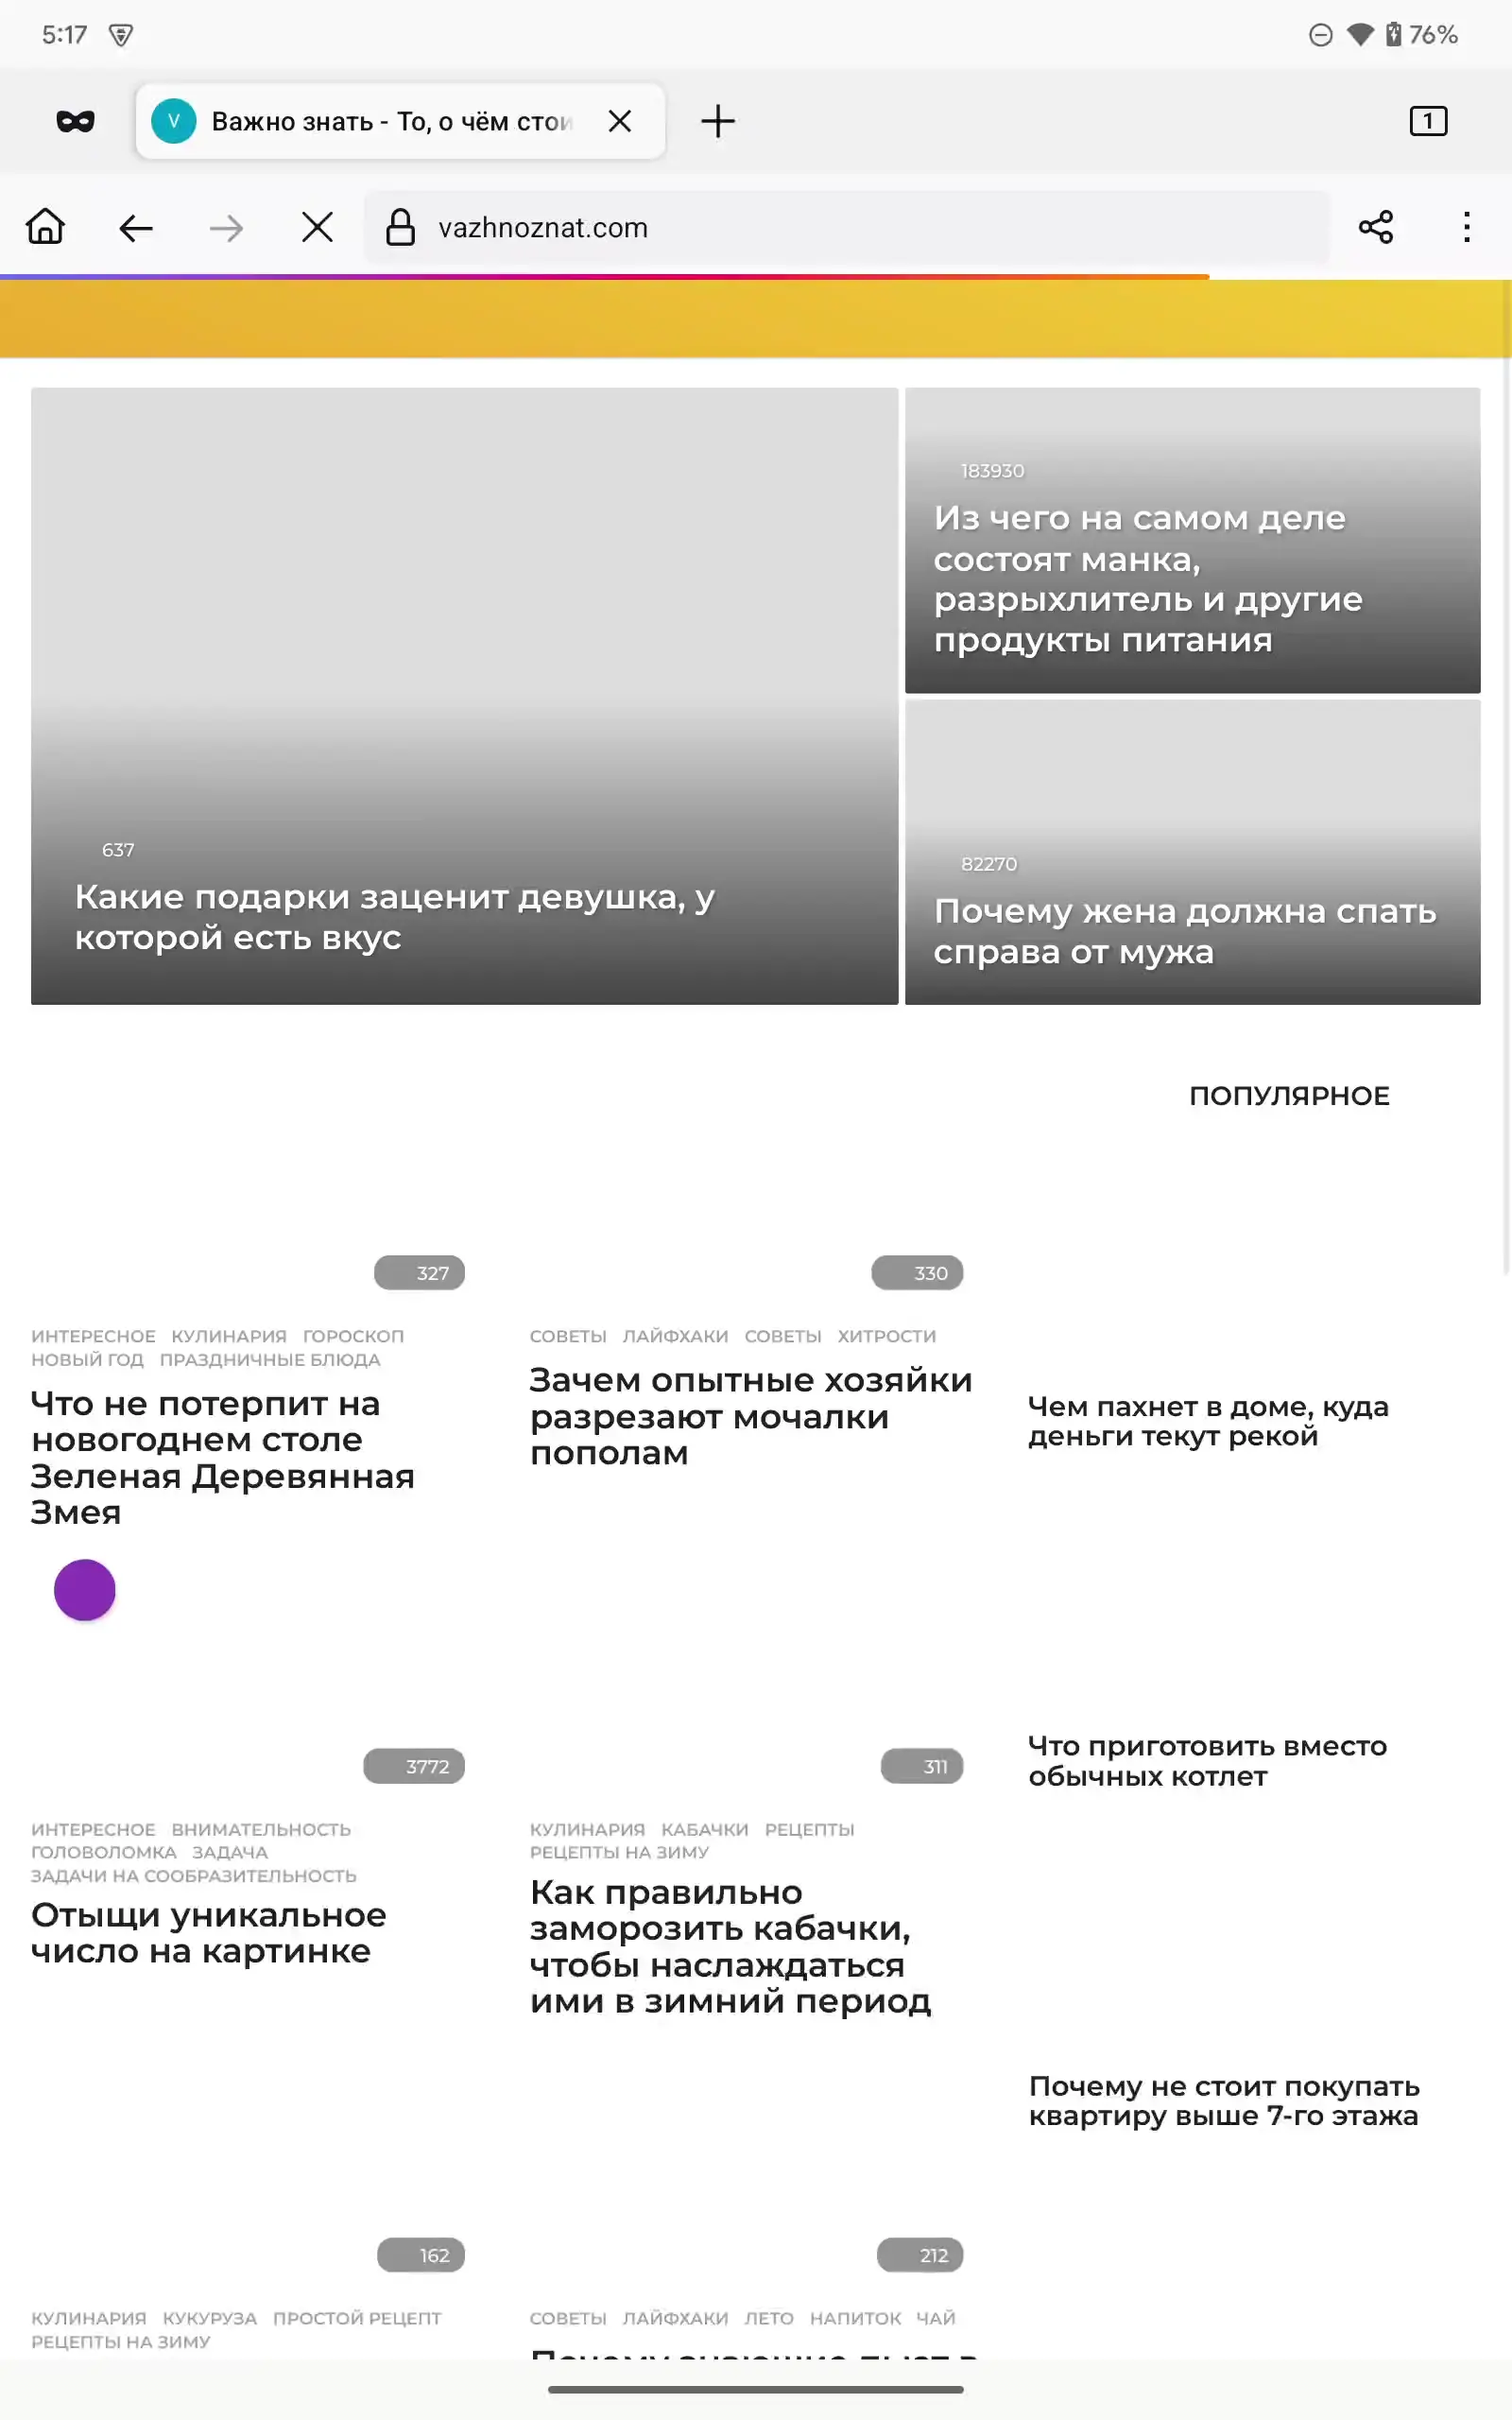 5:17
76%
V
Важно знать - То, о чём
1
vazhnoznat.com
637
Какие подарки заценит девушка, у
которой есть вкус
183930
Из чего на самом деле
состоят манка,
разрыхлитель и другие
продукты питания
82270
Почему жена должна спать
справа от мужа
327
ИНТЕРЕСНОЕ КУЛИНАРИЯ ГОРОСКОП
НОВЫЙ ГОД ПРАЗДНИЧНЫЕ БЛЮДА
Что не потерпит на
новогоднем столе
Зеленая Деревянная
Змея
330
СОВЕТЫ ЛАЙФХАКИ СОВЕТЫ ХИТРОСТИ
Зачем опытные хозяйки
разрезают мочалки
пополам
3772
ИНТЕРЕСНОЕ ВНИМАТЕЛЬНОСТЬ
ГОЛОВОЛОМКА ЗАДАЧА
ЗАДАЧИ НА СООБРАЗИТЕЛЬНОСТЬ
Отыщи уникальное
число на картинке
311
КУЛИНАРИЯ КАБАЧКИ РЕЦЕПТЫ
РЕЦЕПТЫ НА ЗИМУ
Как правильно
заморозить кабачки,
чтобы наслаждаться
ими в зимний период
162
КУЛИНАРИЯ КУКУРУЗА ПРОСТОЙ РЕЦЕПТ
РЕЦЕПТЫ НА ЗИМУ
212
СОВЕТЫ ЛАЙФХАКИ ЛЕТО НАПИТОК ЧАЙ
ПОПУЛЯРНОЕ
Чем пахнет в доме, куда
деньги текут рекой
Что приготовить вместо
обычных котлет
Почему не стоит покупать
квартиру выше 7-го этажа